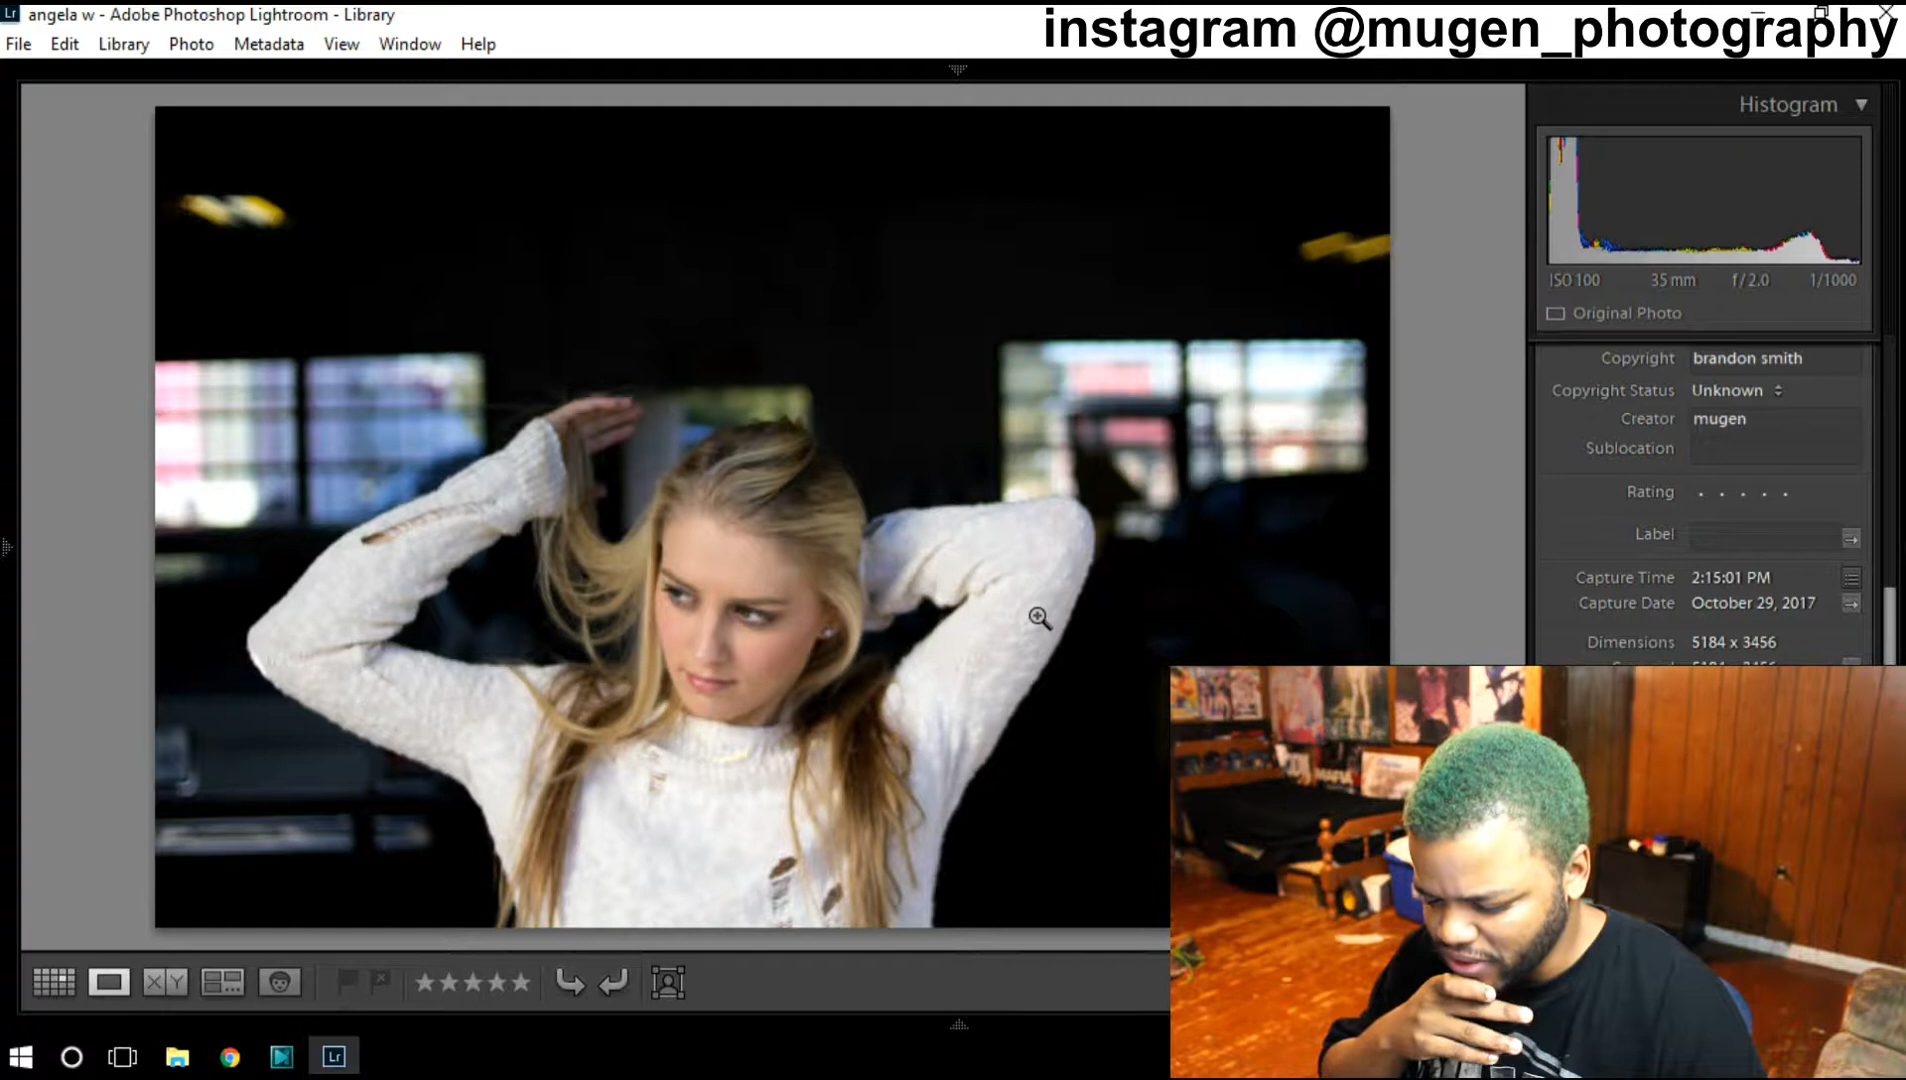 angela w - Adobe Photoshop Lightroom - Library
instagram @mugen_photography
File Edit Library Photo Metadata View Window Help
Histogram
ISO 100 35 mm f / 2.0 1/1000
Original Photo
Copyright brandon smith
Copyright Status Unknown
Creator mugen
Sublocation
Rating
Label
Capture Time 2:15:01 PM
Capture Date October 29, 2017
Dimensions 5184 x 3456
X Y
Lr